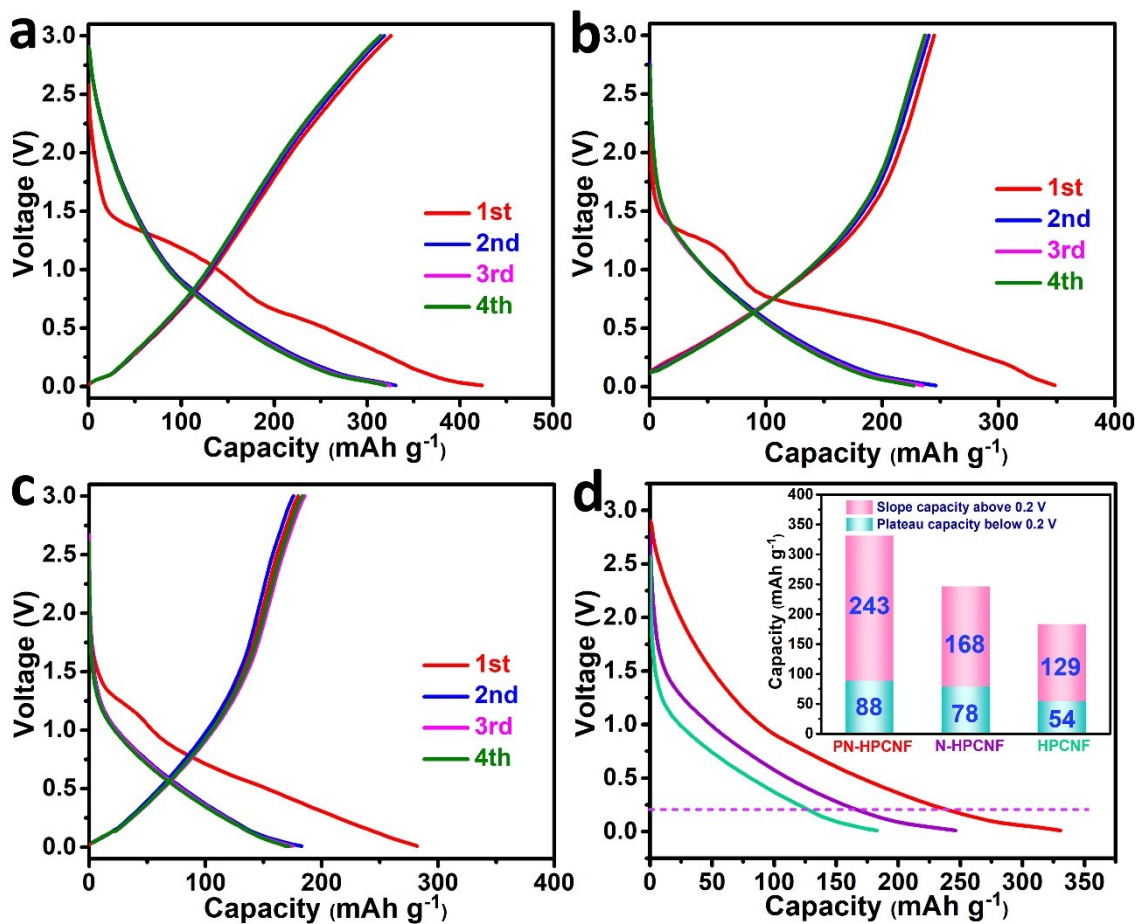 a
3.0
2.5
2.0
1.5
1.0
0.5
0.0
Voltage (V)
1st
2nd
3rd
4th
0 100 200 300 400 500
Capacity (mAh g-1)
b
3.0
2.5
2.0
1.5
1.0
0.5
0.0
Voltage (V)
1st
2nd
3rd
4th
0 100 200 300 400
Capacity (mAh g-1)
c
3.0
2.5
2.0
1.5
1.0
0.5
0.0
Voltage (V)
1st
2nd
3rd
4th
0 100 200 300 400
Capacity (mAh g-1)
d
3.0
2.5
2.0
1.5
1.0
0.5
0.0
Voltage (V)
400
350
300
250
200
150
100
50
0
Capacity (mAh g-1)
Slope capacity above 0.2 V
Plateau capacity below 0.2 V
243 168 129
88 78 54
PN-HPCNF N-HPCNF HPCNF
0 50 100 150 200 250 300 350
Capacity (mAh g-1)